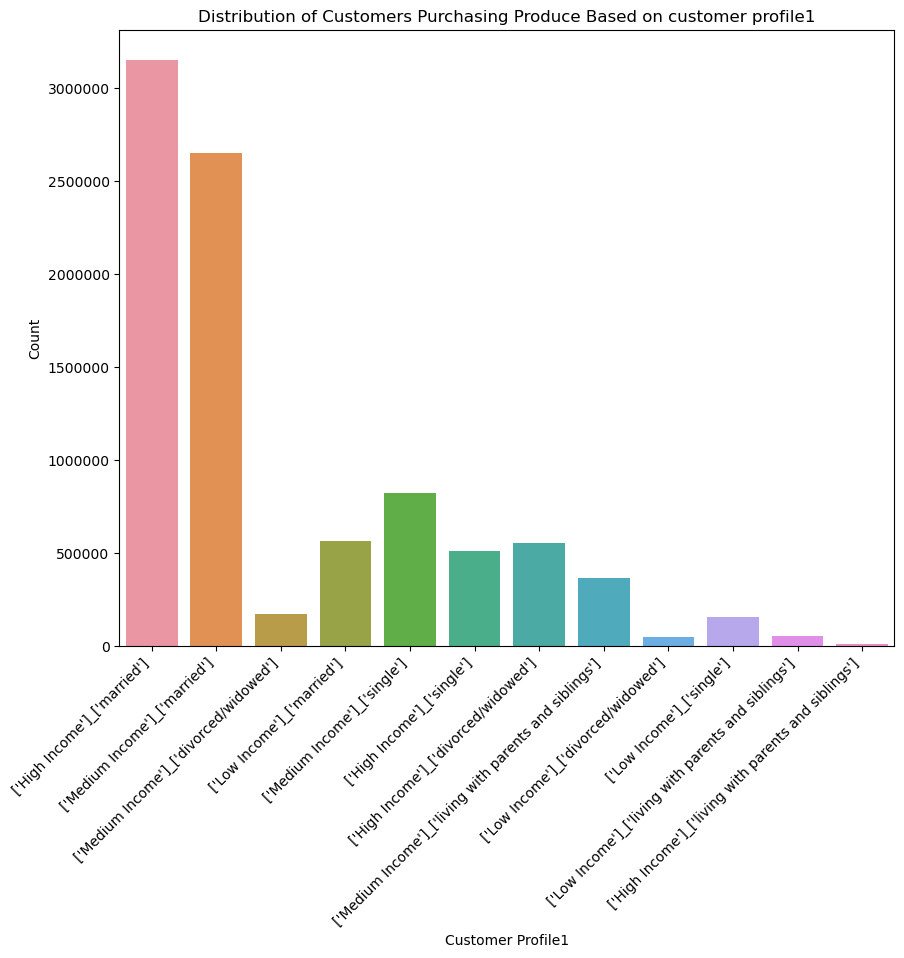 Distribution of Customers Purchasing Produce Based on customer profile1
3000000
2500000
2000000
1500000
1000000
500000
0
Count
['High Income']_['married']
['Medium Income']_['married']
['Medium Income']_['divorced/widowed']
['Low Income']_['married']
['Medium Income']_['single']
['High Income']_['single']
['High Income']_['divorced/widowed']
['Medium Income']_['living with parents and siblings']
['Low Income']_['divorced/widowed']
['Low Income']_['single']
['Low Income']_['living with parents and siblings']
['High Income']_['living with parents and siblings']
Customer Profile1